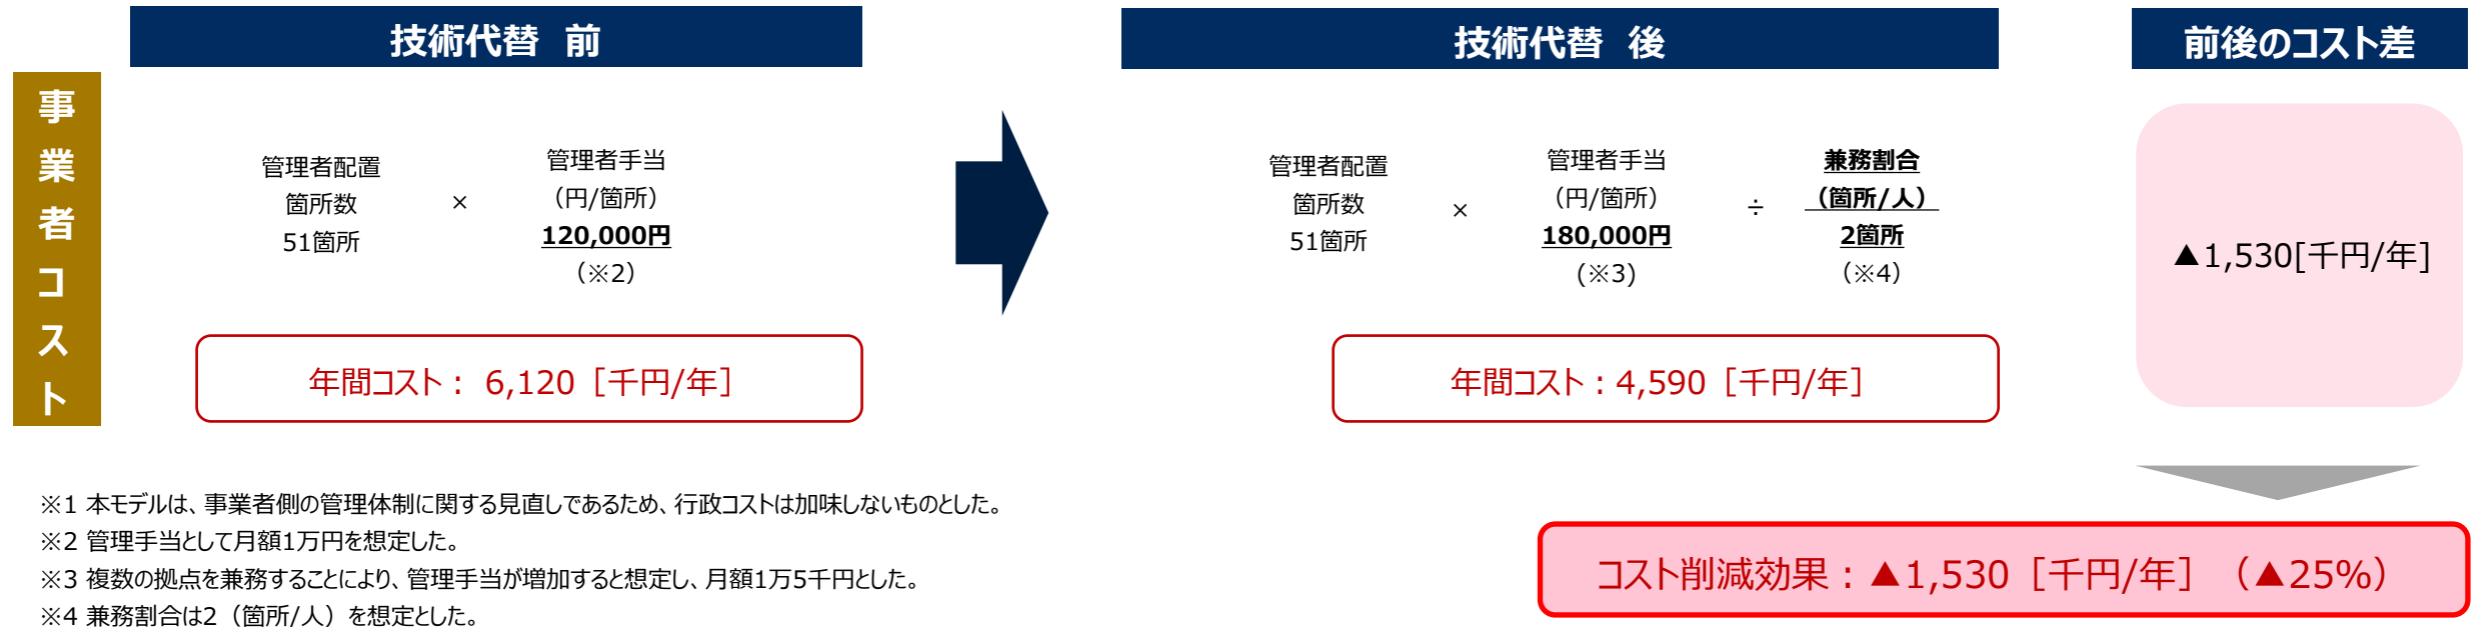 技術代替 前
技術代替 後
前後のコスト差
事業者コスト
管理者配置
箇所数
51箇所
×
管理者手当
（円/箇所）
120,000円
（※2）
年間コスト： 6,120［千円/年］
管理者配置
箇所数
51箇所
×
管理者手当
（円/箇所）
180,000円
(※3)
÷
兼務割合
（箇所/人）
2箇所
（※4）
年間コスト：4,590［千円/年］
▲1,530[千円/年]
コスト削減効果：▲1,530［千円/年］（▲25%）
※1 本モデルは、事業者側の管理体制に関する見直しであるため、行政コストは加味しないものとした。
※2 管理手当として月額1万円を想定した。
※3 複数の拠点を兼務することにより、管理手当が増加すると想定し、月額1万5千円とした。
※4 兼務割合は2（箇所/人）を想定とした。